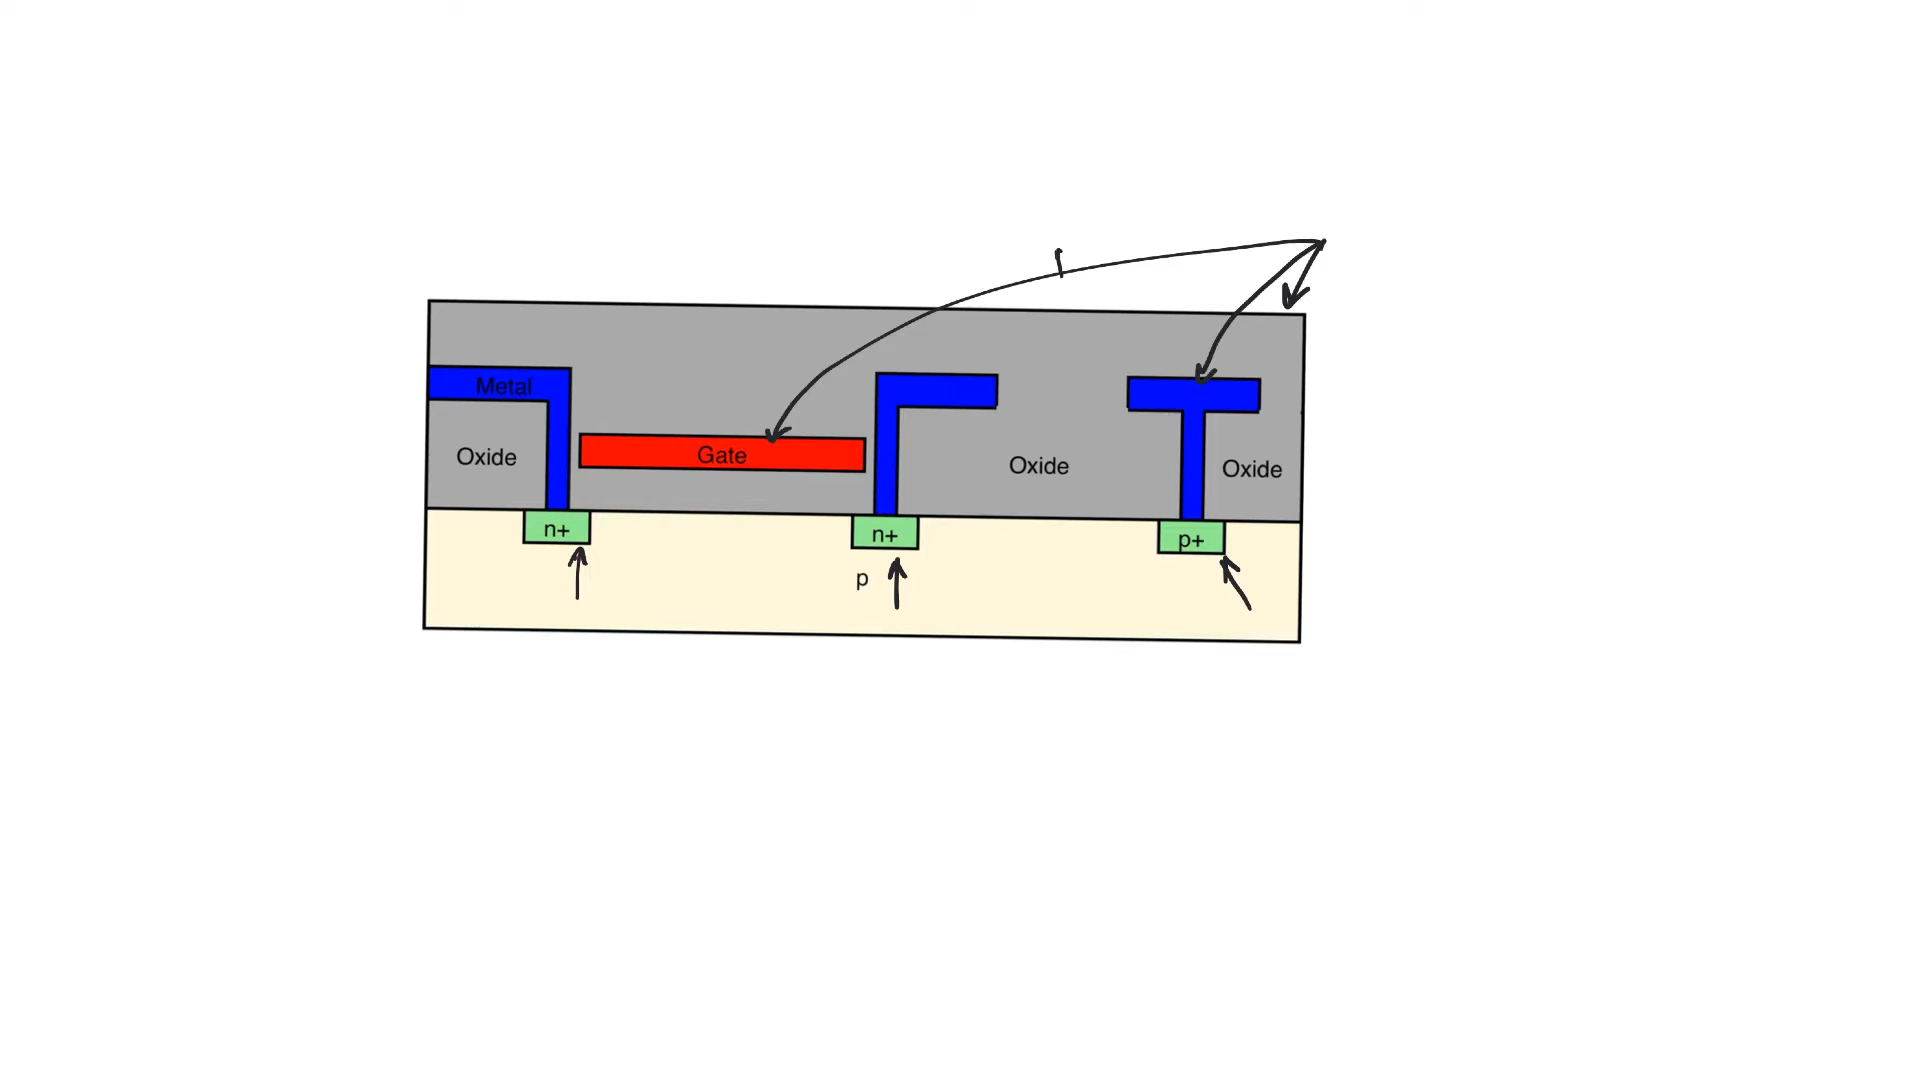 Metal
Gate
Oxide
Oxide
Oxide
n+
n+
p+
p